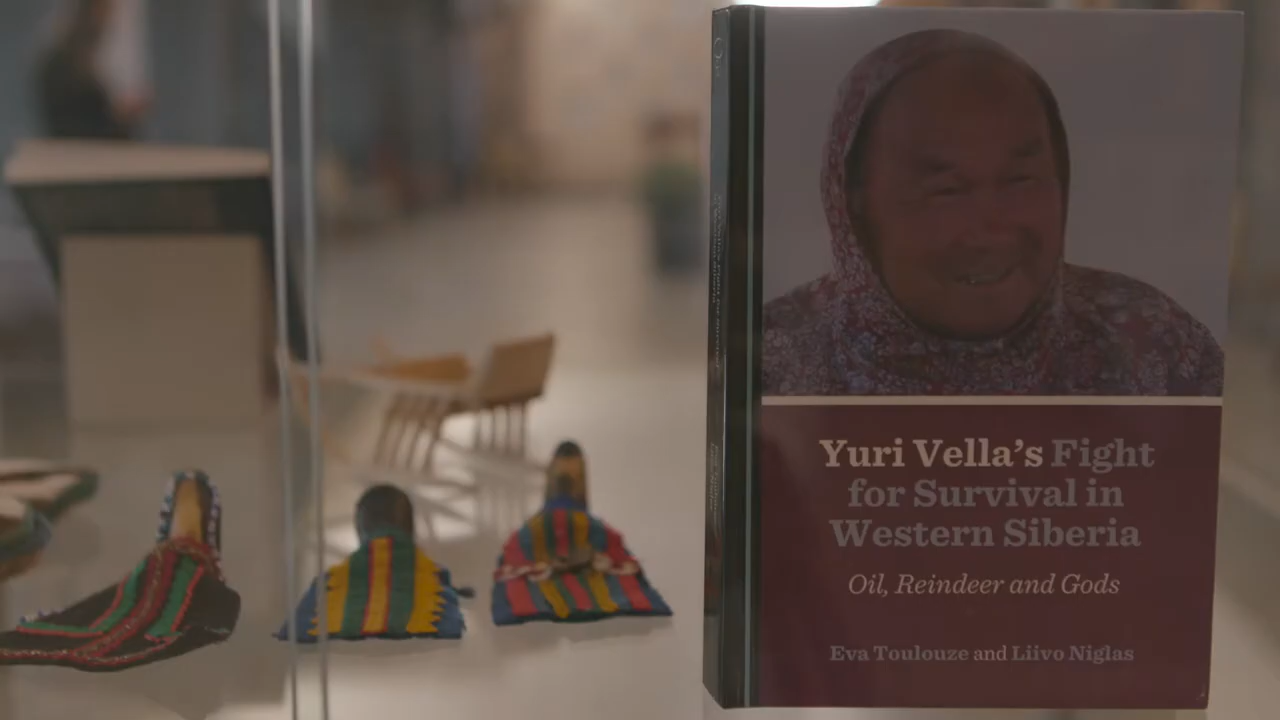 Yuri Vella's Fight
for Survival in
Western Siberia
Oil, Reindeer and Gods
Eva Toulouze and Liivo Niglas